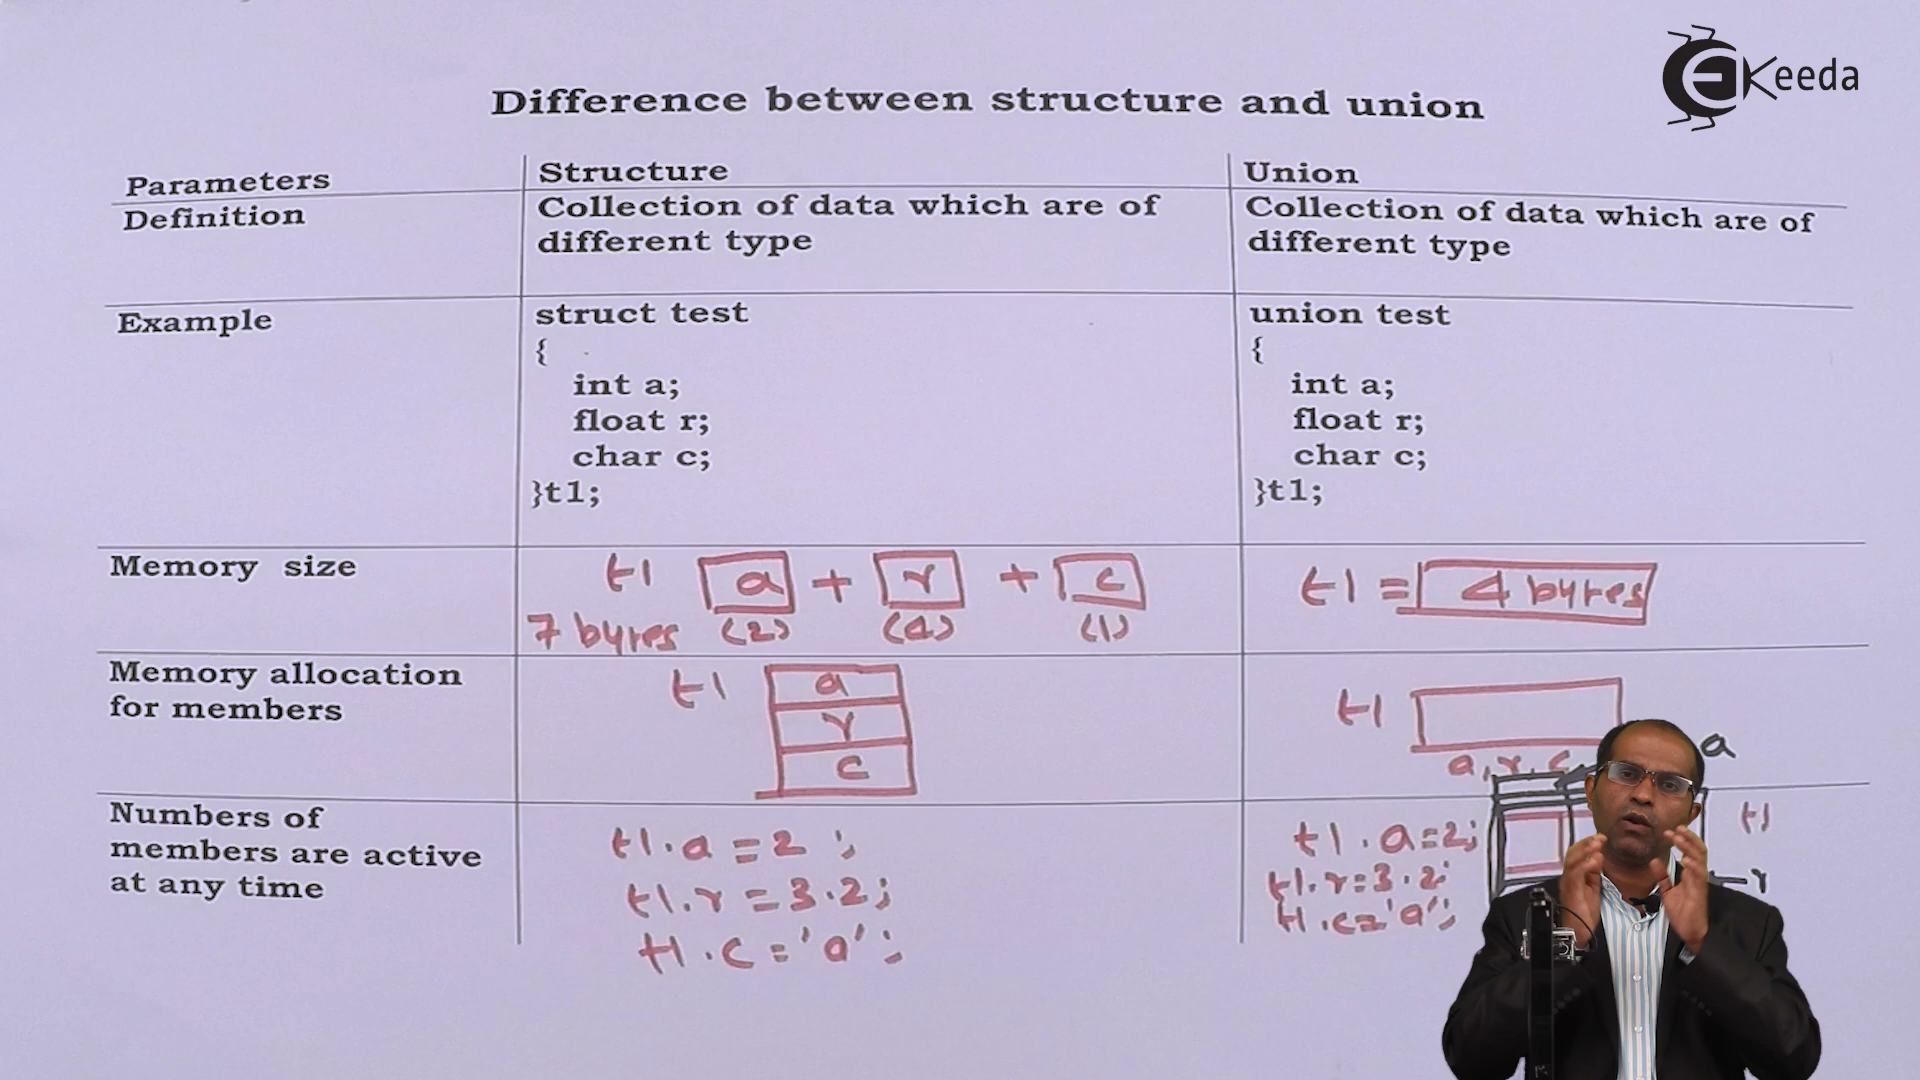 EKeeda
Difference between structure and union
Parameters
Structure
Union
Definition
Collection of data which are of
different type
Collection of data which are of
different type
Example
struct test
{
int a;
float r;
char c;
}t1;
union test
{
int a;
float r;
char c;
}t1;
Memory size
t1 a + r + c
7 bytes (2) (4) (1)
t1 = 4 bytes
Memory allocation
for members
t1 a
r
c
t1
a, r, c
a
Numbers of
members are active
at any time
t1.a = 2 ;
t1.r = 3.2;
t1.c = 'a';
t1.a=2;
t1.r=3.2;
t1.c='a';
t1
r